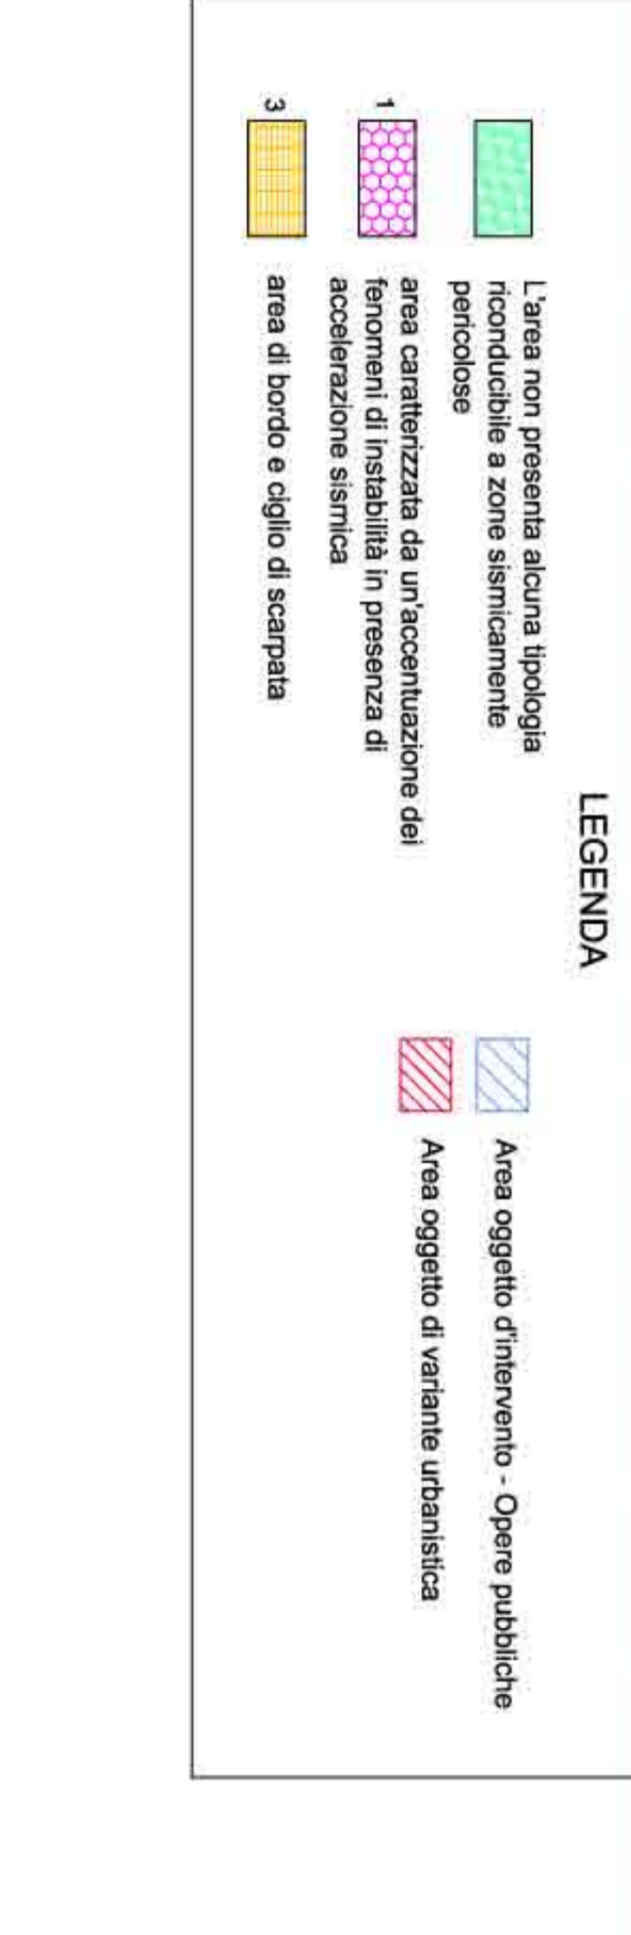 LEGENDA
L'area non presenta alcuna tipologia
riconducibile a zone sismicamente
pericolose
1
area caratterizzata da un'accentuazione dei
fenomeni di instabilità in presenza di
accelerazione sismica
3
area di bordo e ciglio di scarpata
Area oggetto d'intervento - Opere pubbliche
Area oggetto di variante urbanistica